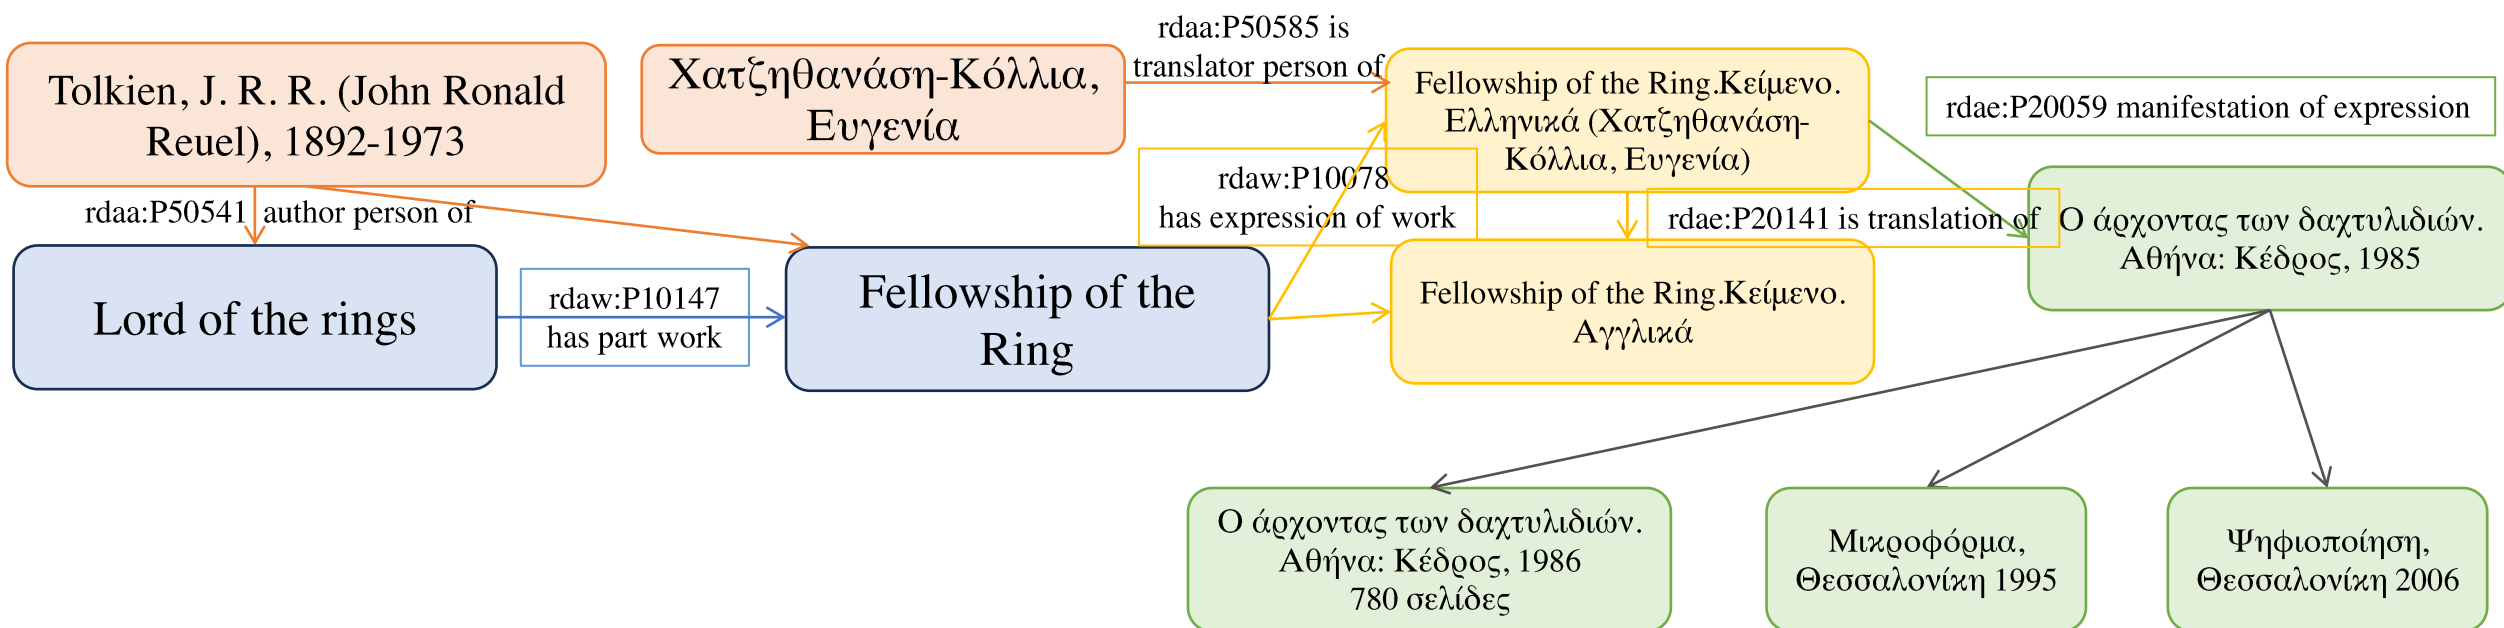 rdaa:P50585 is
translator person of
Tolkien, J. R. R. (John Ronald
Reuel), 1892-1973
Χατζηθανάση-Κόλλια,
Ευγενία
Fellowship of the Ring.Κείμενο.
Ελληνικά (Χατζηθανάση-
Κόλλια, Ευγενία)
rdae:P20059 manifestation of expression
rdaa:P50541 author person of
rdaw:P10078
has expression of work
rdae:P20141 is translation of
Ο άρχοντας των δαχτυλιδιών.
Αθήνα: Κέδρος, 1985
Lord of the rings
rdaw:P10147
has part work
Fellowship of the
Ring
Fellowship of the Ring.Κείμενο.
Αγγλικά
Ο άρχοντας των δαχτυλιδιών.
Αθήνα: Κέδρος, 1986
780 σελίδες
Μικροφόρμα,
Θεσσαλονίκη 1995
Ψηφιοποίηση,
Θεσσαλονίκη 2006